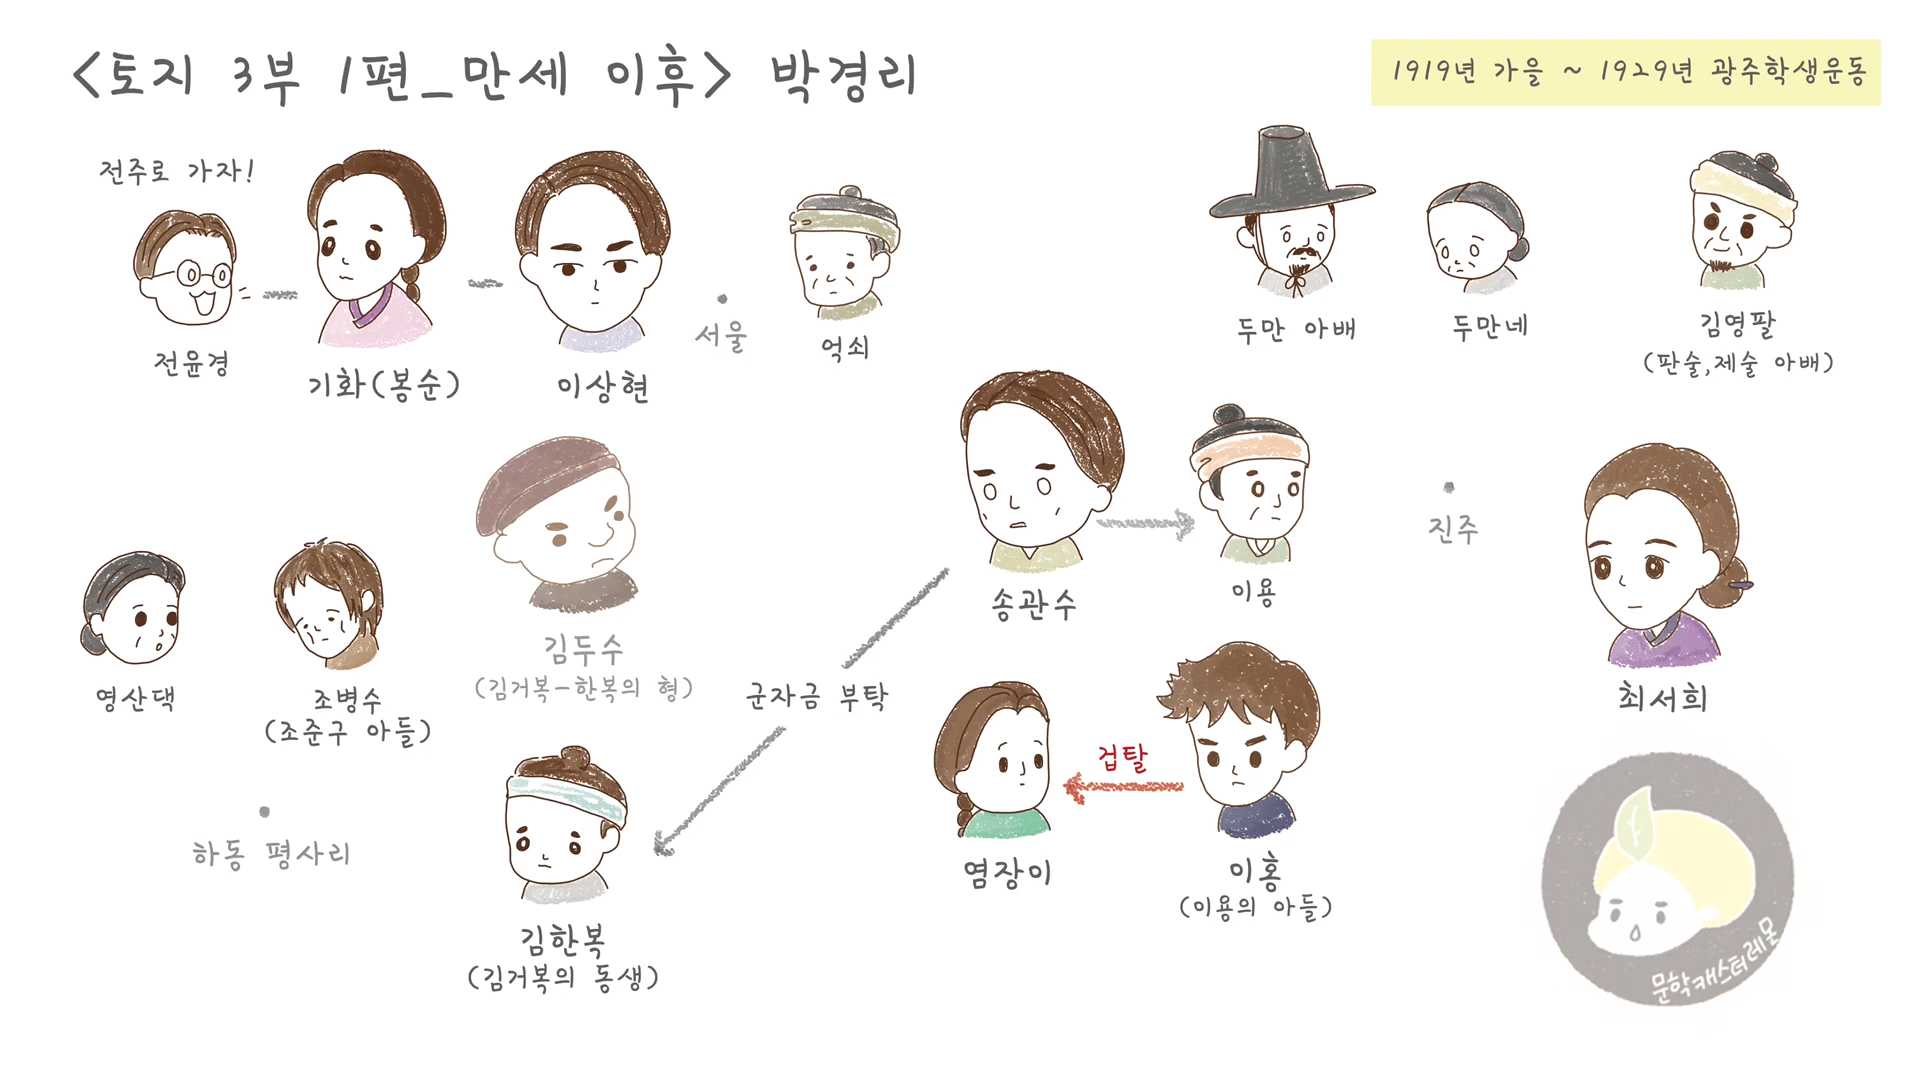 <토지 3부 1편_만세 이후> 박경리
1919년 가을 ~ 1929년 광주학생운동
전주로 가자!
전윤경
기화(봉순)
이상현
서울
억쇠
두만 아배
두만네
김영팔
(판술,제술 아배)
영산댁
조병수
(조준구 아들)
하동 평사리
김두수
(김거복-한복의 형)
군자금 부탁
김한복
(김거복의 동생)
송관수
이용
진주
최서희
염장이
겁탈
이홍
(이용의 아들)
문학캐스터레몬